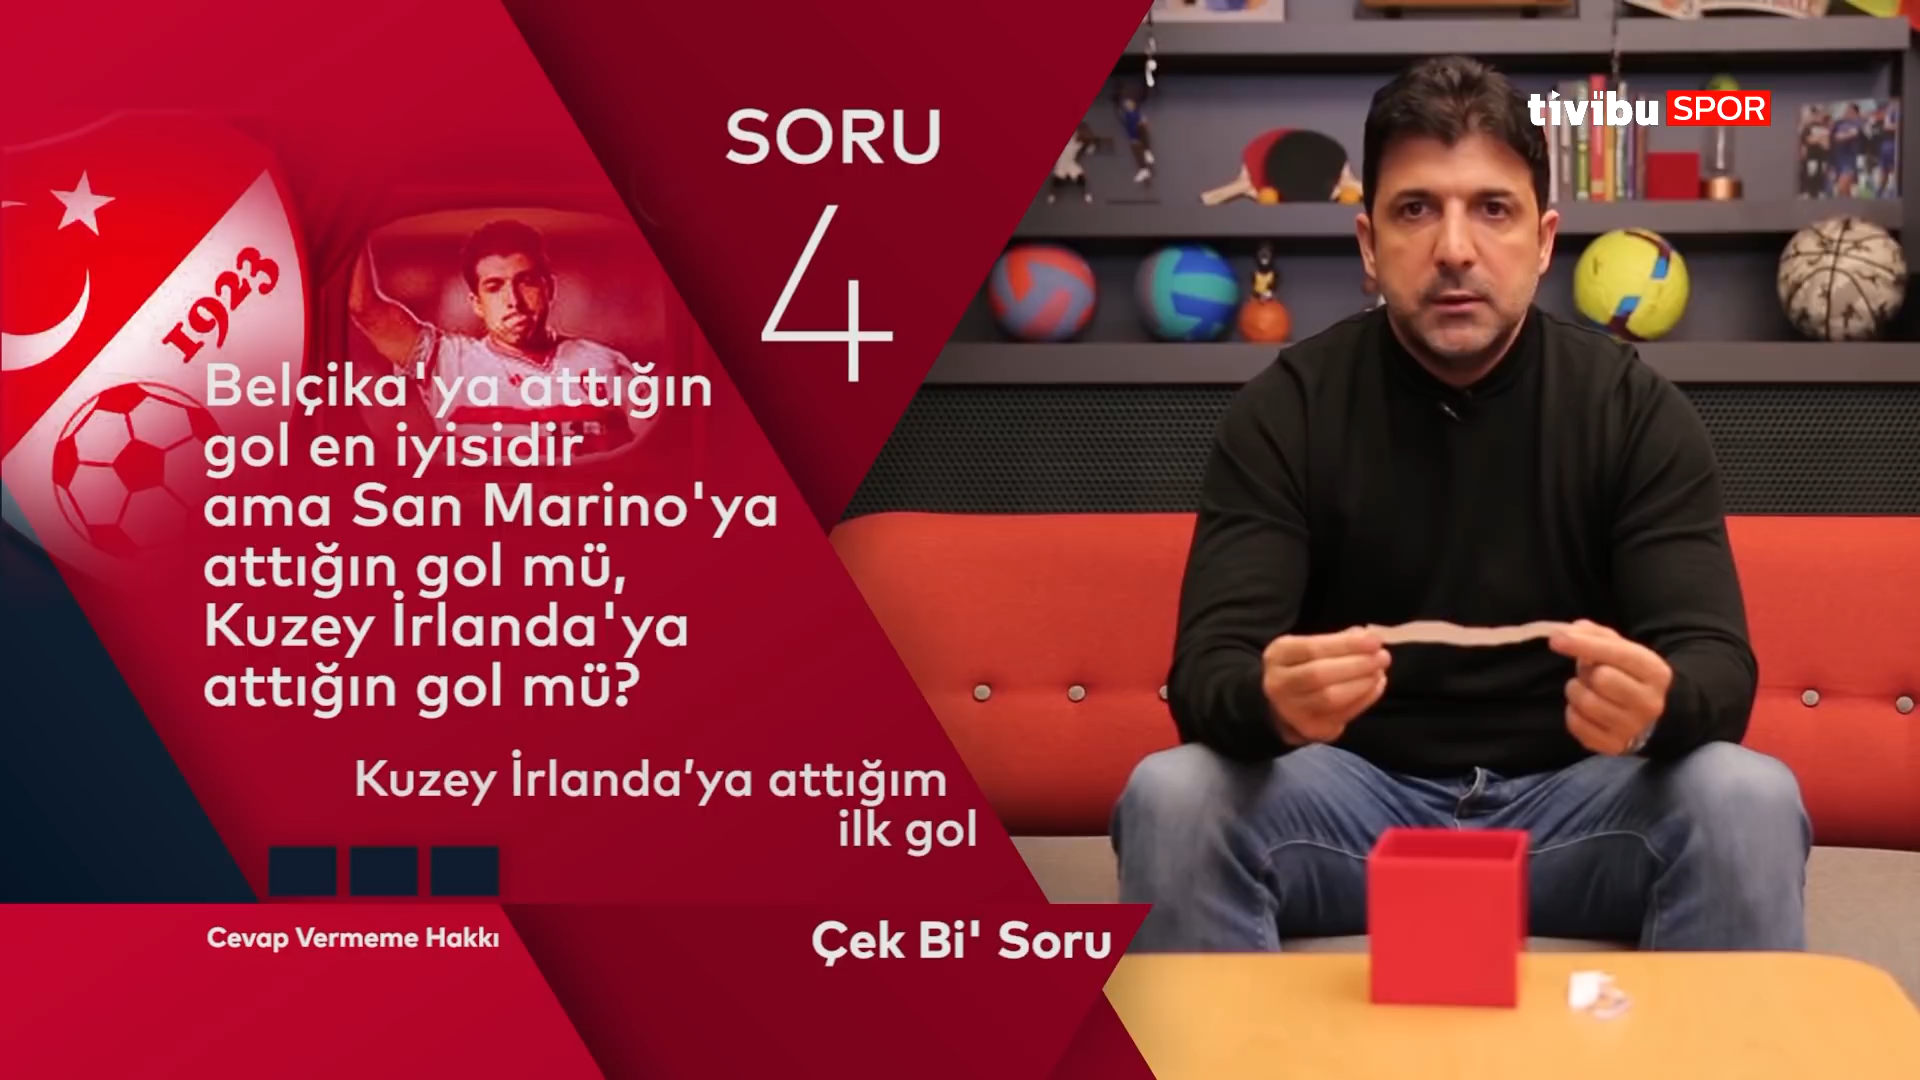 SORU
4
tivibu SPOR
1923
Belçika'ya attığın
gol en iyisidir
ama San Marino'ya
attığın gol mü,
Kuzey İrlanda'ya
attığın gol mü?
Kuzey İrlanda’ya attığım
ilk gol
Cevap Vermeme Hakkı
Çek Bi' Soru